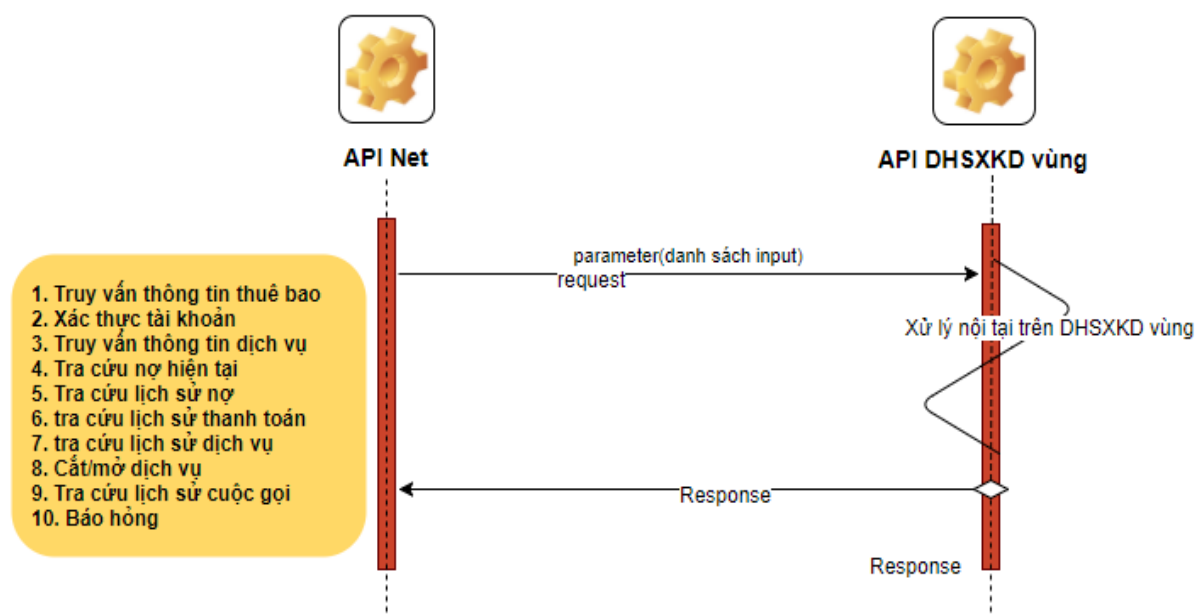 API Net
API DHSXKD vùng
parameter(danh sách input)
request
1. Truy vấn thông tin thuê bao
2. Xác thực tài khoản
3. Truy vấn thông tin dịch vụ
4. Tra cứu nợ hiện tại
5. Tra cứu lịch sử nợ
6. tra cứu lịch sử thanh toán
7. tra cứu lịch sử dịch vụ
8. Cắt/mở dịch vụ
9. Tra cứu lịch sử cuộc gọi
10. Báo hỏng
Xử lý nội tại trên DHSXKD vùng
Response
Response